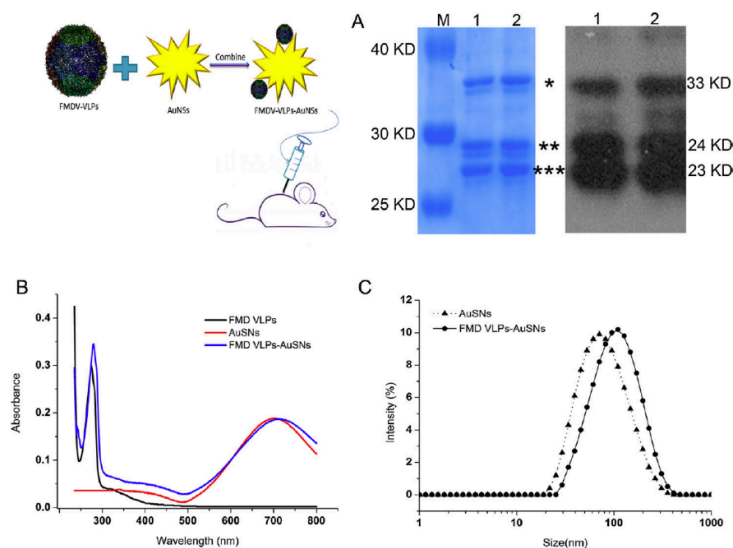 Combine
FMDV-VLPs
AuNSs
FMDV-VLPs-AuNSs
A
M 1 2
1 2
40 KD
* 33 KD
30 KD
** 24 KD
*** 23 KD
25 KD
B
0.4
0.3
0.2
0.1
0.0
Absorbance
FMD VLPs
AuSNs
FMD VLPs-AuSNs
300 400 500 600 700 800
Wavelength (nm)
C
12
10
8
6
4
2
0
Intensity (%)
AuSNs
FMD VLPs-AuSNs
1 10 100 1000
Size(nm)